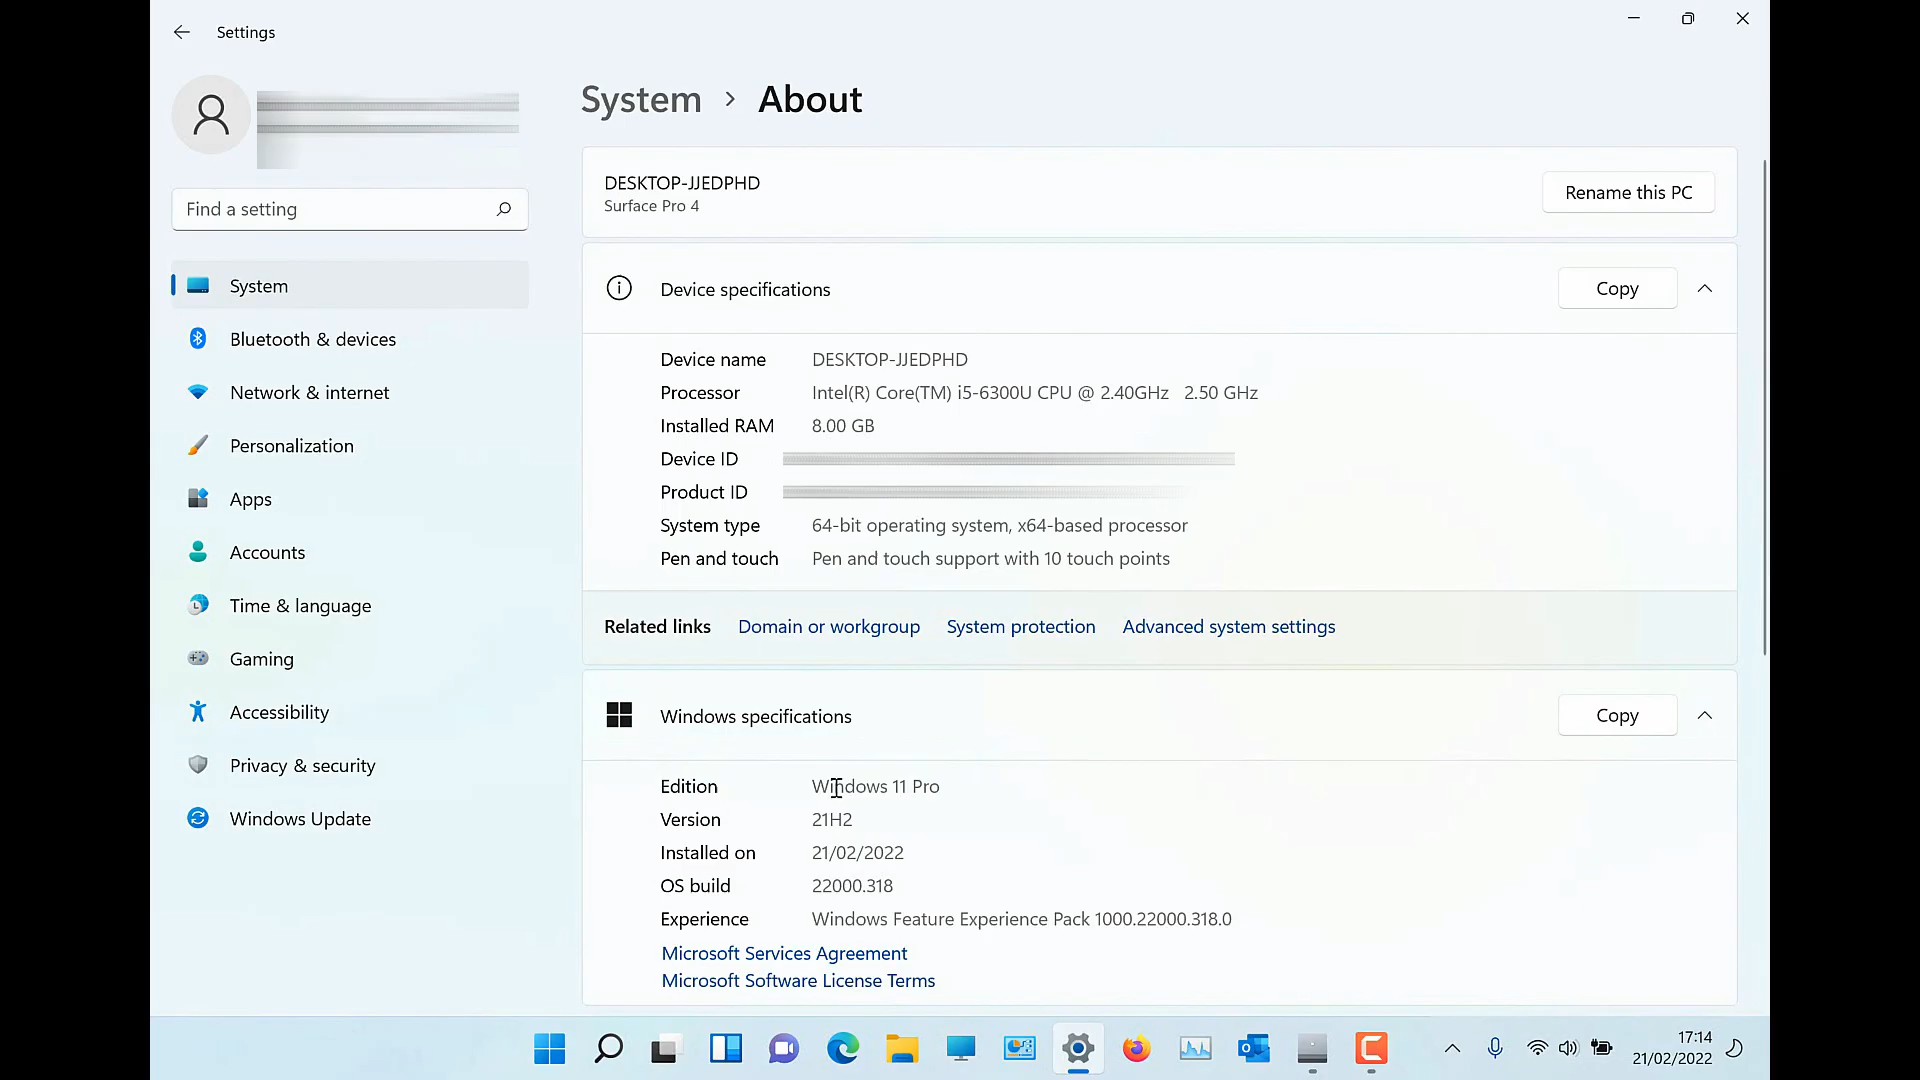 Settings
System > About
DESKTOP-JJEDPHD
Surface Pro 4
Rename this PC
Find a setting
System
Bluetooth & devices
Network & internet
Personalization
Apps
Accounts
Time & language
Gaming
Accessibility
Privacy & security
Windows Update
Device specifications
Copy
Device name DESKTOP-JJEDPHD
Processor Intel(R) Core(TM) i5-6300U CPU @ 2.40GHz 2.50 GHz
Installed RAM 8.00 GB
Device ID
Product ID
System type 64-bit operating system, x64-based processor
Pen and touch Pen and touch support with 10 touch points
Related links Domain or workgroup System protection Advanced system settings
Windows specifications
Copy
Edition Windows 11 Pro
Version 21H2
Installed on 21/02/2022
OS build 22000.318
Experience Windows Feature Experience Pack 1000.22000.318.0
Microsoft Services Agreement
Microsoft Software License Terms
17:14
21/02/2022